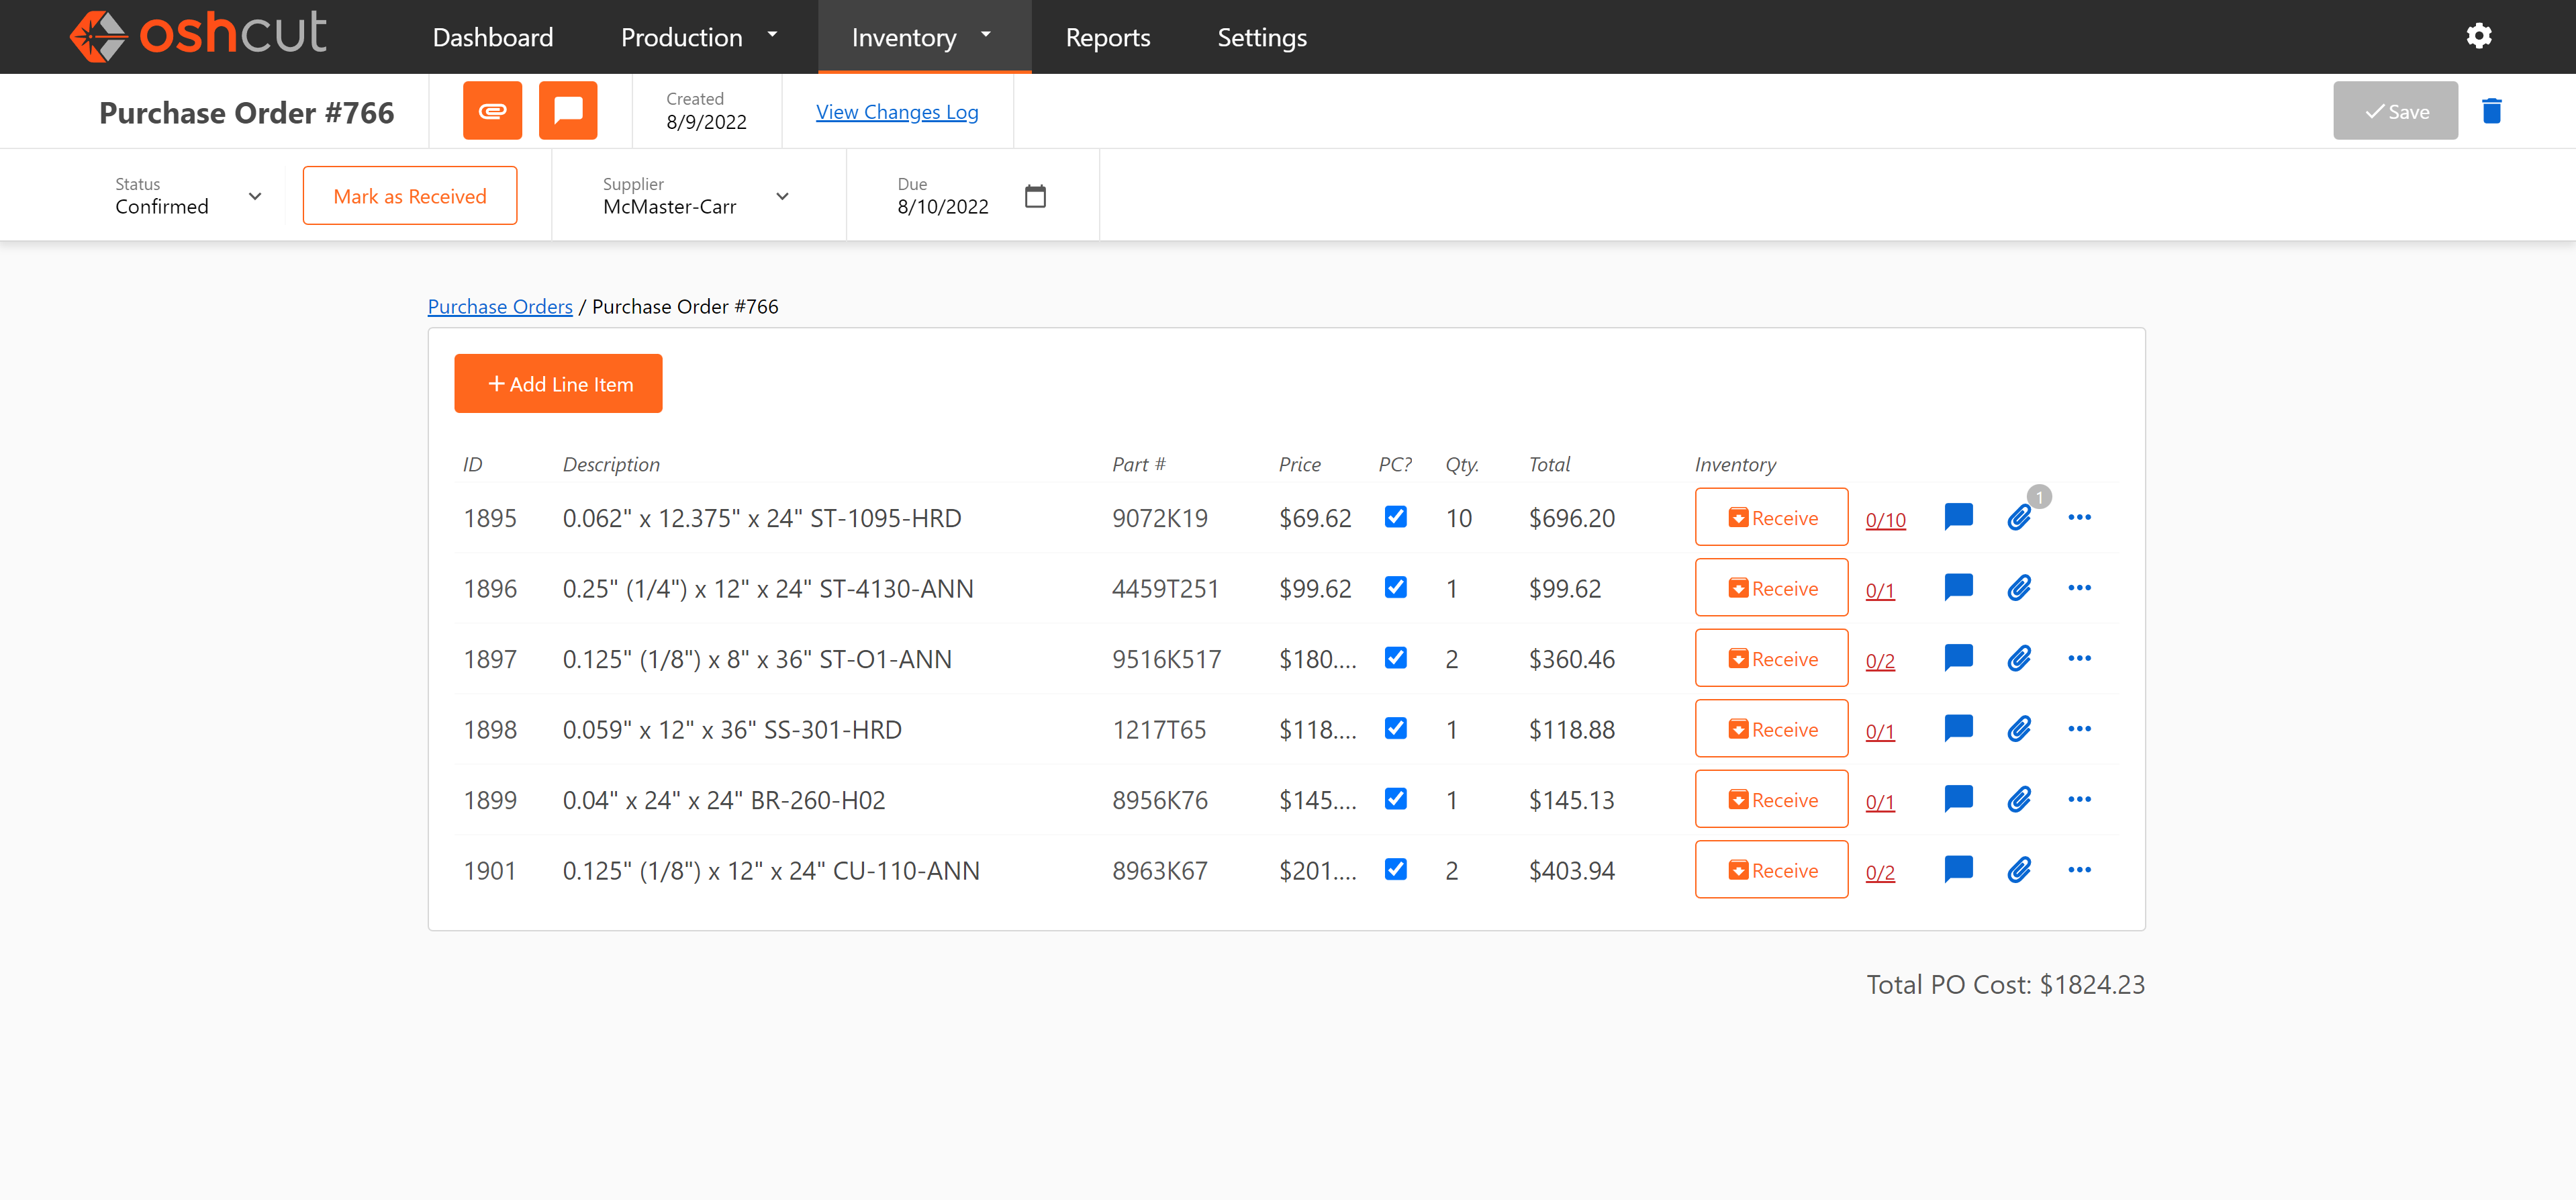 oshcut Dashboard Production Inventory Reports Settings
Purchase Order #766 Created 8/9/2022 View Changes Log Save
Status Confirmed Mark as Received Supplier McMaster-Carr Due 8/10/2022
Purchase Orders / Purchase Order #766
+ Add Line Item
ID Description Part # Price PC? Qty. Total Inventory
1895 0.062" x 12.375" x 24" ST-1095-HRD 9072K19 $69.62 10 $696.20 Receive 0/10 1
1896 0.25" (1/4") x 12" x 24" ST-4130-ANN 4459T251 $99.62 1 $99.62 Receive 0/1
1897 0.125" (1/8") x 8" x 36" ST-O1-ANN 9516K517 $180.... 2 $360.46 Receive 0/2
1898 0.059" x 12" x 36" SS-301-HRD 1217T65 $118.... 1 $118.88 Receive 0/1
1899 0.04" x 24" x 24" BR-260-H02 8956K76 $145.... 1 $145.13 Receive 0/1
1901 0.125" (1/8") x 12" x 24" CU-110-ANN 8963K67 $201.... 2 $403.94 Receive 0/2
Total PO Cost: $1824.23